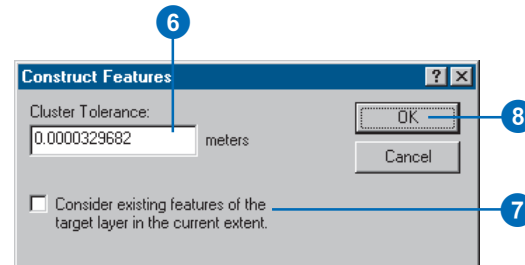 6
Construct Features
? X
Cluster Tolerance:
0.0000329682 meters
OK
8
Cancel
Consider existing features of the
target layer in the current extent.
7